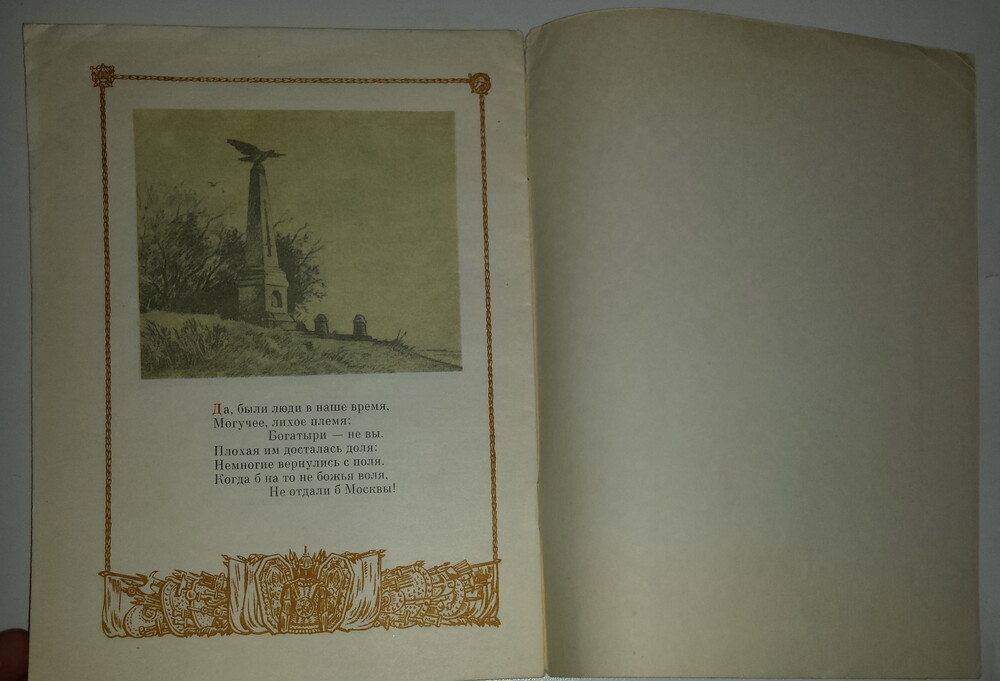 Да, были люди в наше время,
Могучее, лихое племя:
Богатыри — не вы.
Плохая им досталась доля:
Немногие вернулись с поля.
Когда б на то не божья воля,
Не отдали б Москвы!